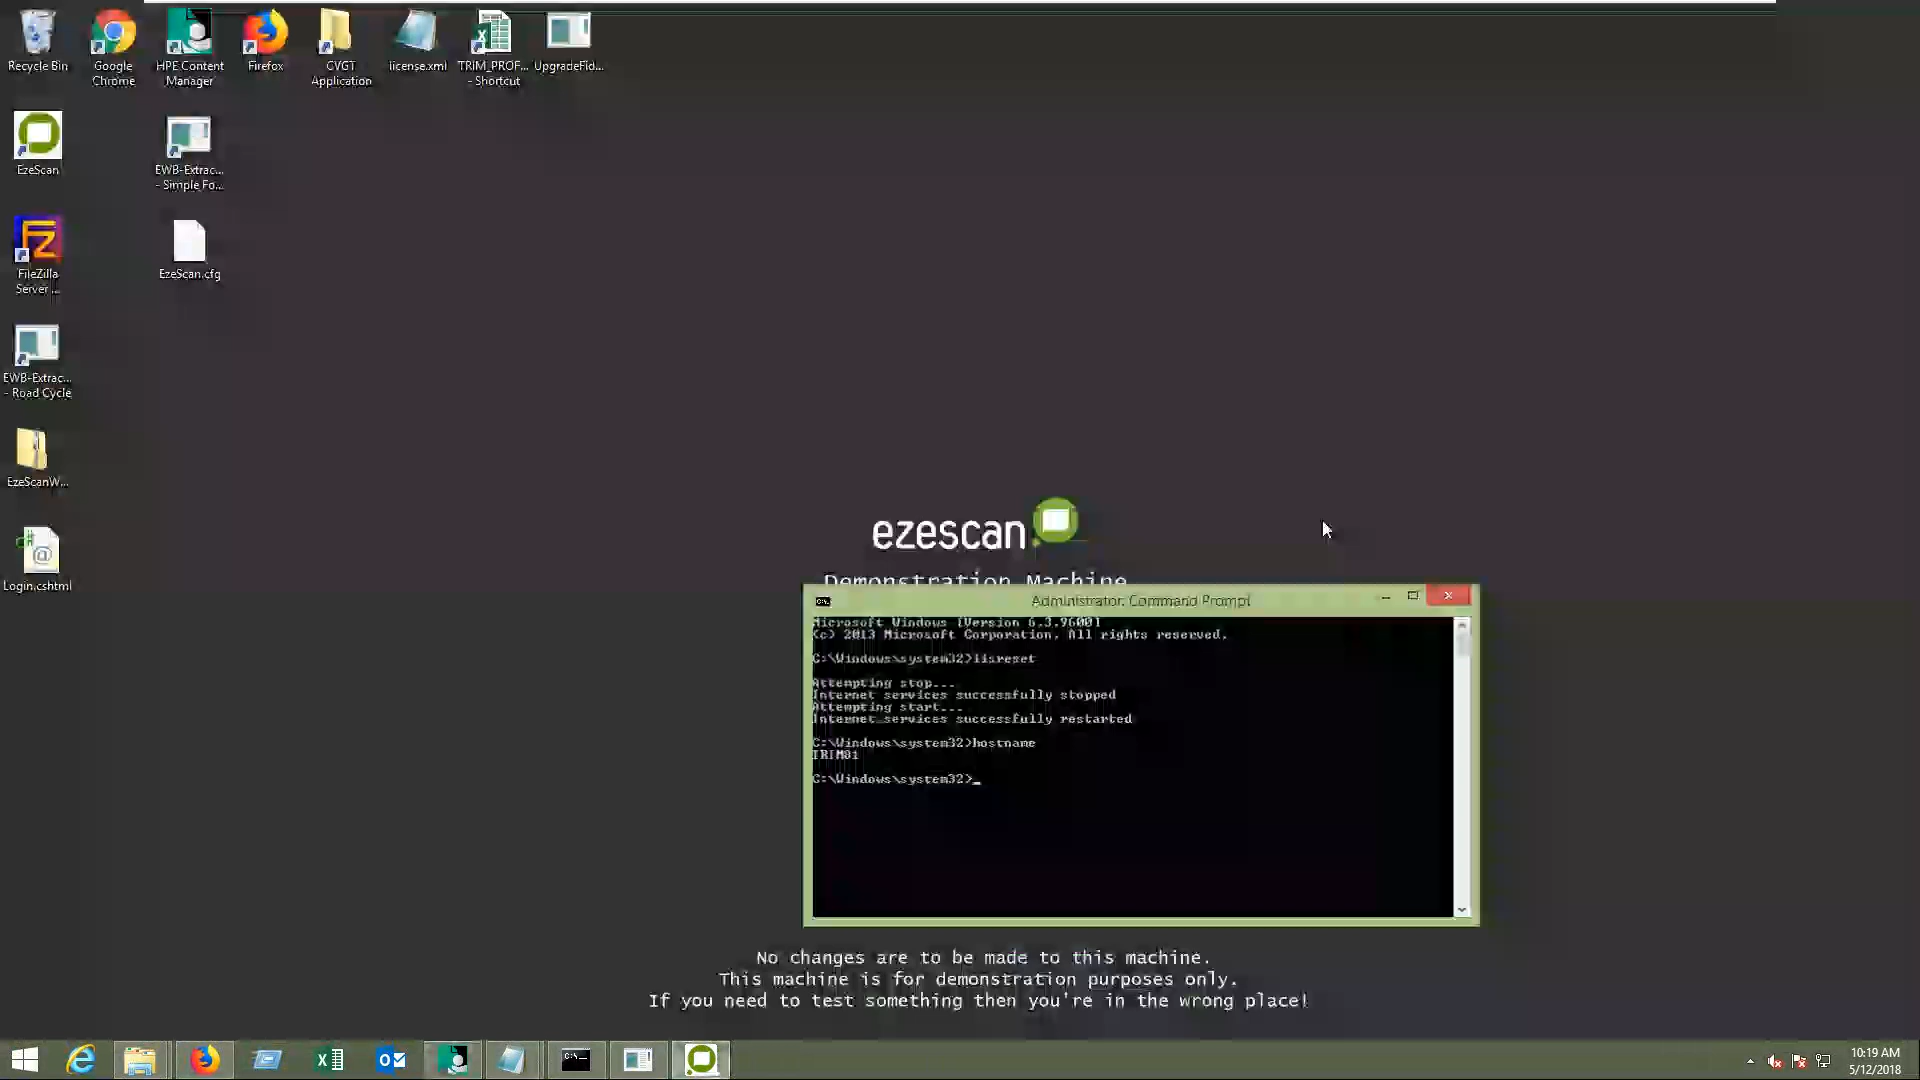 Recycle Bin
Google
Chrome
HPE Content
Manager
Firefox
CVGT
Application
license.xml
TRIM_PROF...
- Shortcut
UpgradeFid...
EzeScan
EWB-Extrac...
- Simple Fo...
FileZilla
Server ...
EzeScan.cfg
EWB-Extrac...
- Road Cycle
EzeScanW...
Login.cshtml
ezescan
Demonstration Machine
Administrator: Command Prompt
Microsoft Windows [Version 6.3.9600]
(c) 2013 Microsoft Corporation. All rights reserved.
C:\Windows\system32>iisreset
Attempting stop...
Internet services successfully stopped
Attempting start...
Internet services successfully restarted
C:\Windows\system32>hostname
C:\Windows\system32>_
No changes are to be made to this machine.
This machine is for demonstration purposes only.
If you need to test something then you're in the wrong place!
10:19 AM
5/12/2018